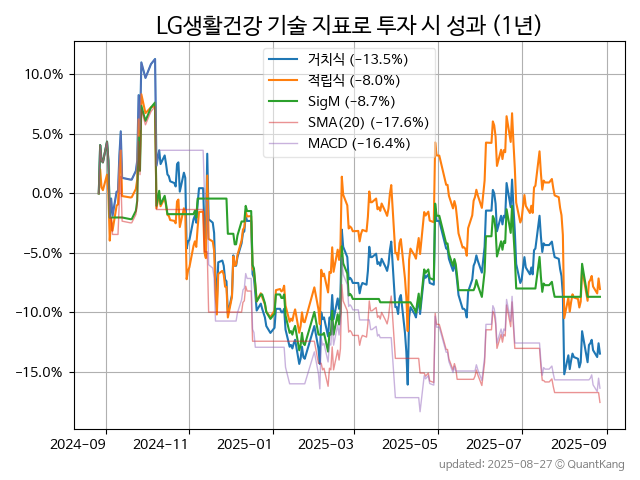 LG생활건강 기술 지표로 투자 시 성과 (1년)
거치식 (−13.5%)
적립식 (−8.0%)
SigM (−8.7%)
SMA(20) (−17.6%)
MACD (−16.4%)
10.0%
5.0%
0.0%
−5.0%
−10.0%
−15.0%
2024−09 2024−11 2025−01 2025−03 2025−05 2025−07 2025−09
updated: 2025−08−27 © QuantKang